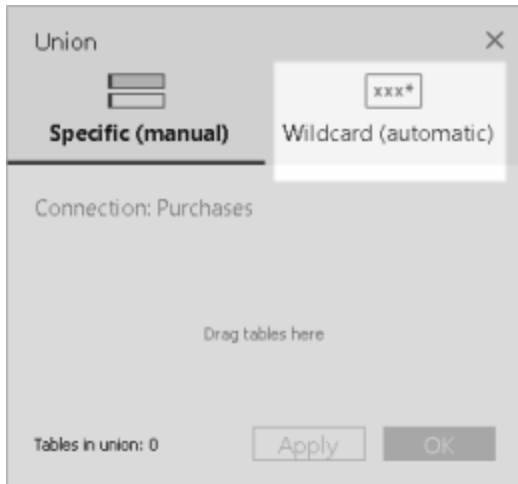 Union
xxx*
Specific (manual)
Wildcard (automatic)
Connection: Purchases
Drag tables here
Tables in union: 0
Apply
OK